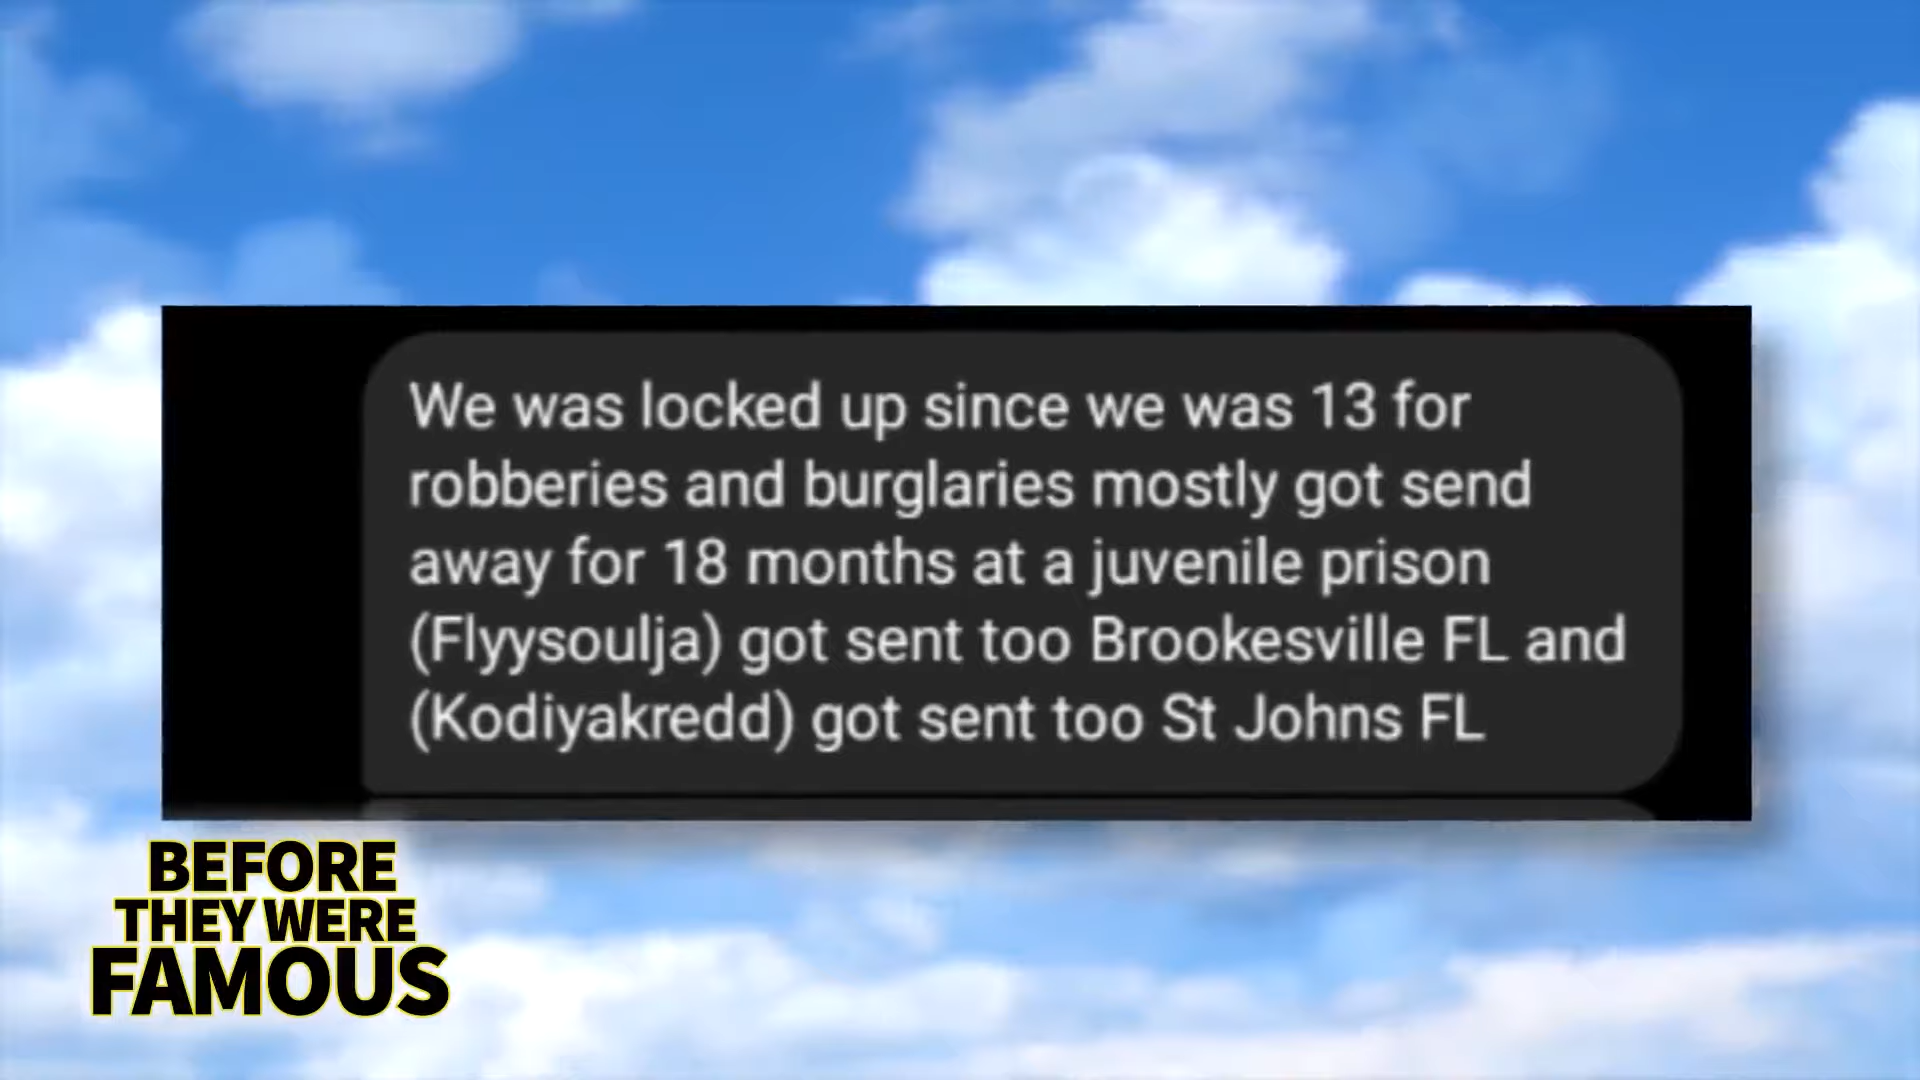 We was locked up since we was 13 for
robberies and burglaries mostly got send
away for 18 months at a juvenile prison
(Flyysoulja) got sent too Brookesville FL and
(Kodiyakredd) got sent too St Johns FL
BEFORE
THEY WERE
FAMOUS